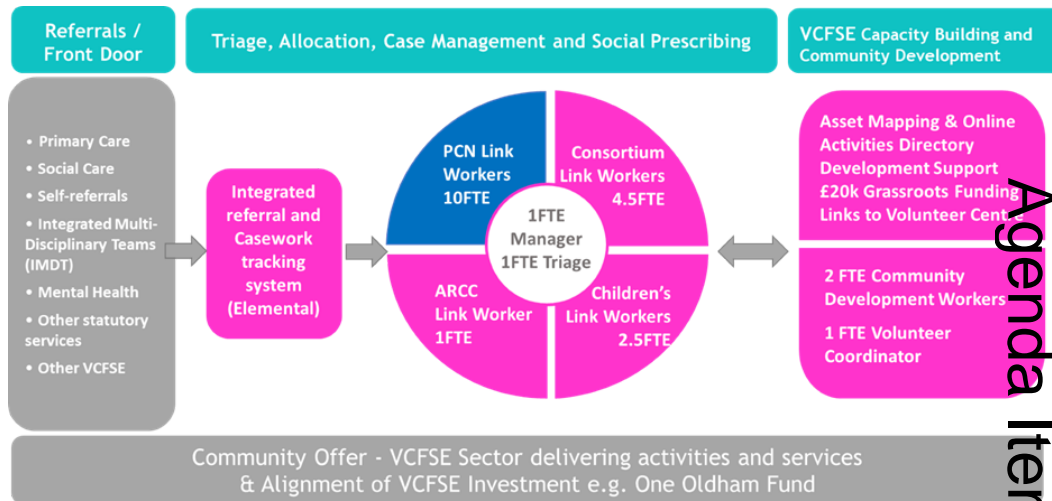 Referrals /
Front Door
Triage, Allocation, Case Management and Social Prescribing
VCFSE Capacity Building and
Community Development
• Primary Care
• Social Care
• Self-referrals
• Integrated Multi-
Disciplinary Teams
(IMDT)
• Mental Health
• Other statutory
services
• Other VCFSE
Integrated
referral and
Casework
tracking
system
(Elemental)
PCN Link
Workers
10FTE
Consortium
Link Workers
4.5FTE
1FTE
Manager
1FTE Triage
ARCC
Link Worker
1FTE
Children's
Link Workers
2.5FTE
Asset Mapping & Online
Activities Directory
Development Support
£20k Grassroots Funding
Links to Volunteer Centre
2 FTE Community
Development Workers
1 FTE Volunteer
Coordinator
Community Offer - VCFSE Sector delivering activities and services
& Alignment of VCFSE Investment e.g. One Oldham Fund
Agenda